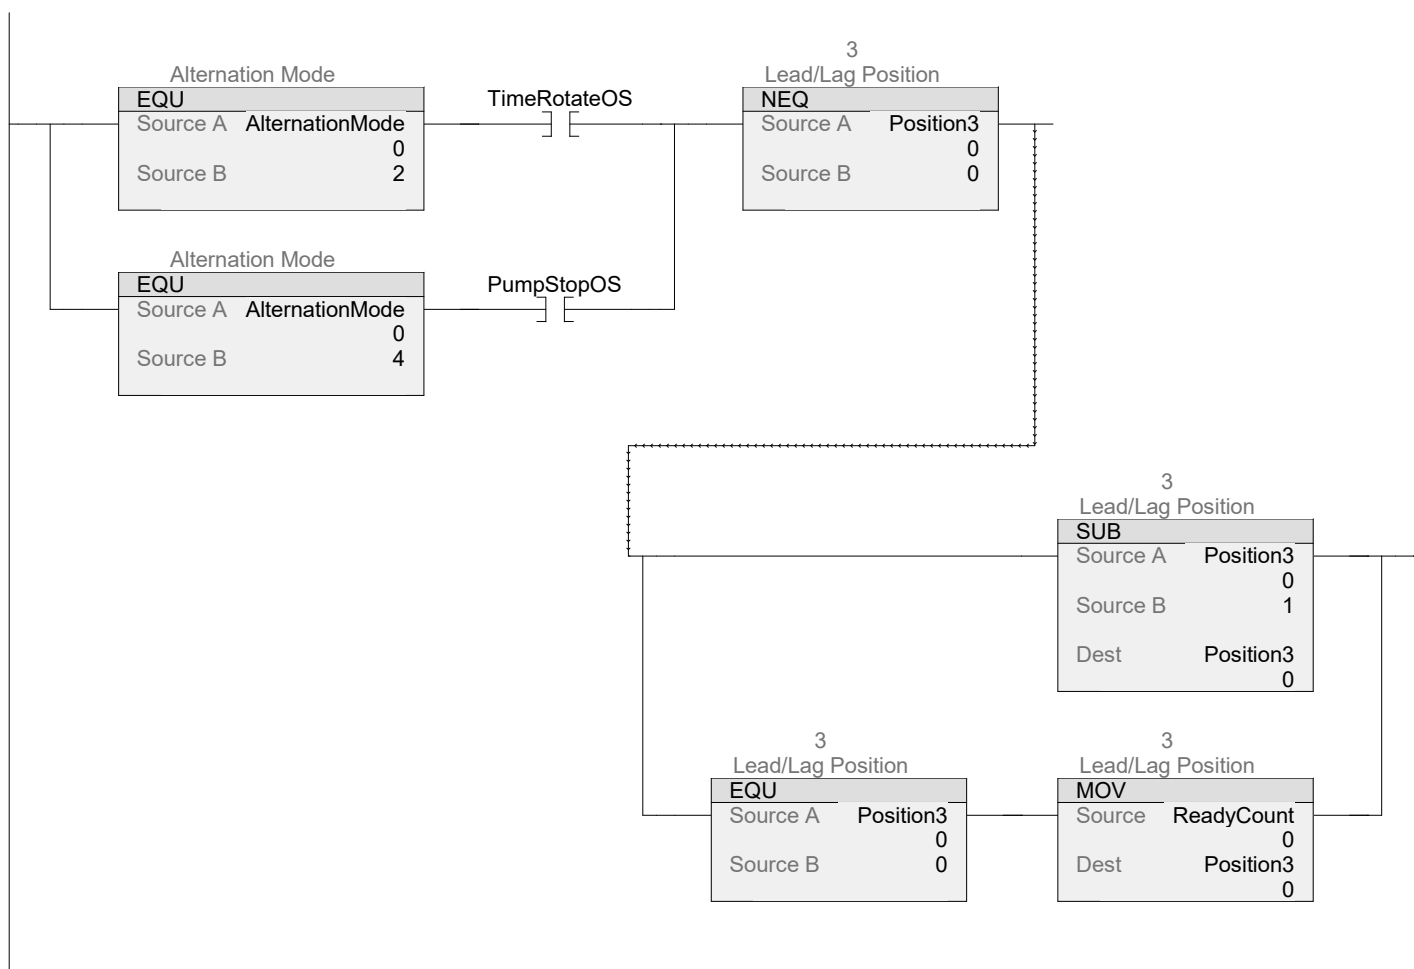 Alternation Mode
EQU
Source A AlternationMode
0
Source B 2
TimeRotateOS
3
Lead/Lag Position
NEQ
Source A Position3
0
Source B 0
Alternation Mode
EQU
Source A AlternationMode
0
Source B 4
PumpStopOS
3
Lead/Lag Position
SUB
Source A Position3
0
Source B 1
Dest Position3
0
3
Lead/Lag Position
EQU
Source A Position3
0
Source B 0
3
Lead/Lag Position
MOV
Source ReadyCount
0
Dest Position3
0